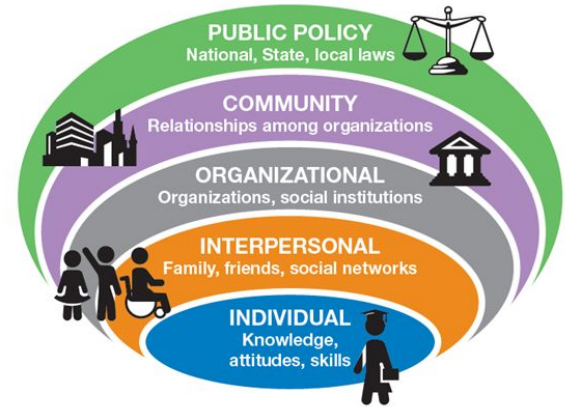 PUBLIC POLICY
National, State, local laws
COMMUNITY
Relationships among organizations
ORGANIZATIONAL
Organizations, social institutions
INTERPERSONAL
Family, friends, social networks
INDIVIDUAL
Knowledge,
attitudes, skills